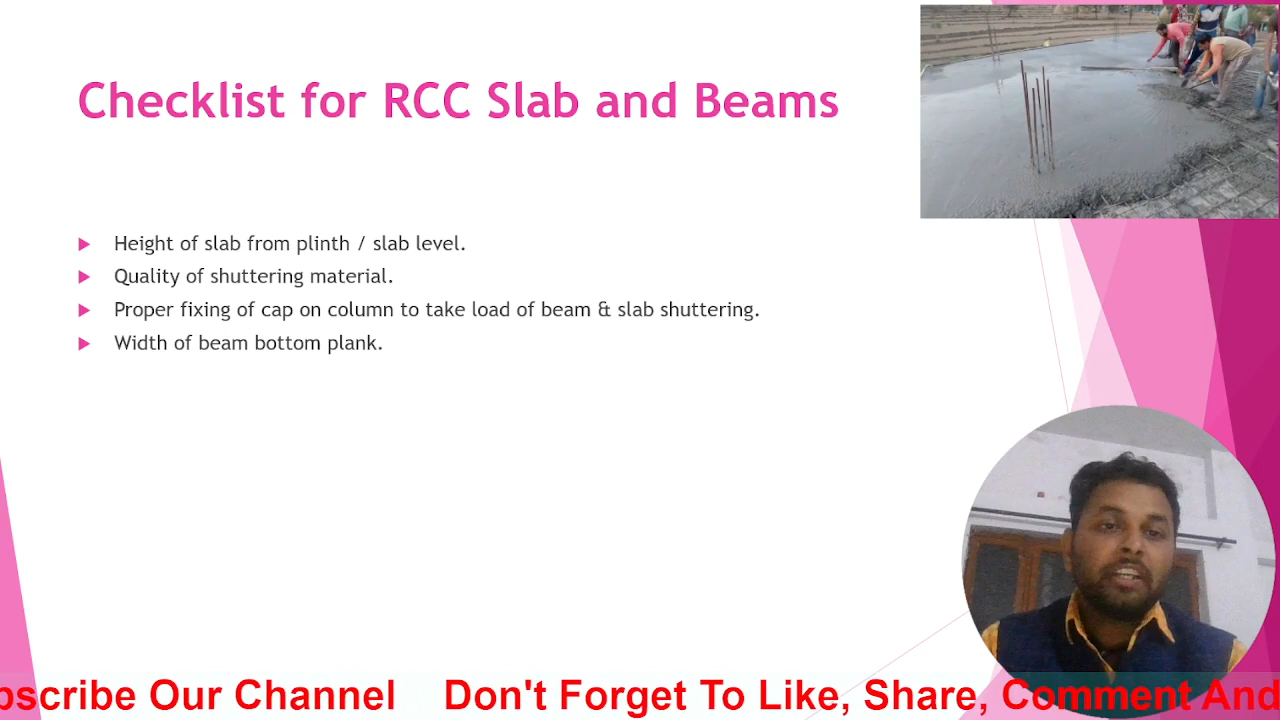 Checklist for RCC Slab and Beams
Height of slab from plinth / slab level.
Quality of shuttering material.
Proper fixing of cap on column to take load of beam & slab shuttering.
Width of beam bottom plank.
bscribe Our Channel Don't Forget To Like, Share, Comment And